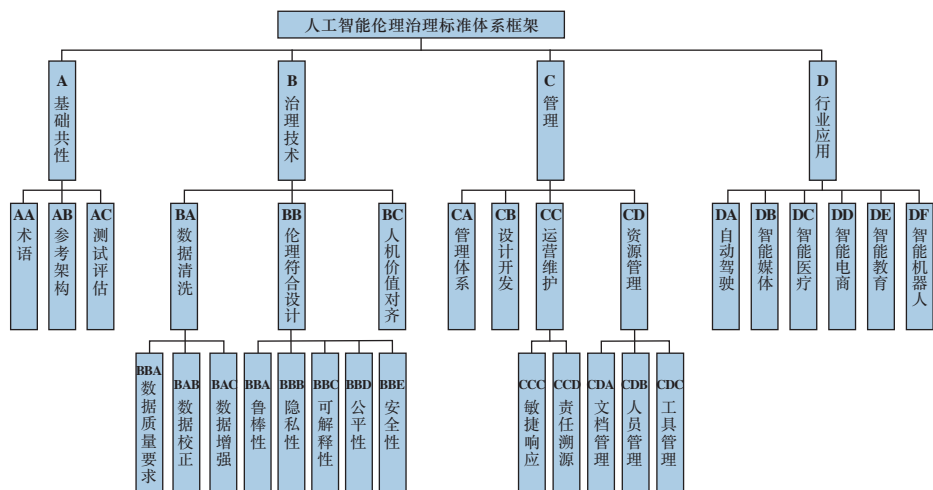 人工智能伦理治理标准体系框架
A 基础共性
B 治理技术
C 管理
D 行业应用
AA 术语
AB 参考架构
AC 测试评估
BA 数据清洗
BB 伦理符合设计
BC 人机价值对齐
CA 管理体系
CB 设计开发
CC 运营维护
CD 资源管理
DA 自动驾驶
DB 智能媒体
DC 智能医疗
DD 智能电商
DE 智能教育
DF 智能机器人
BBA 数据质量要求
BAB 数据校正
BAC 数据增强
BBA 鲁棒性
BBB 隐私性
BBC 可解释性
BBD 公平性
BBE 安全性
CCC 敏捷响应
CCD 责任溯源
CDA 文档管理
CDB 人员管理
CDC 工具管理